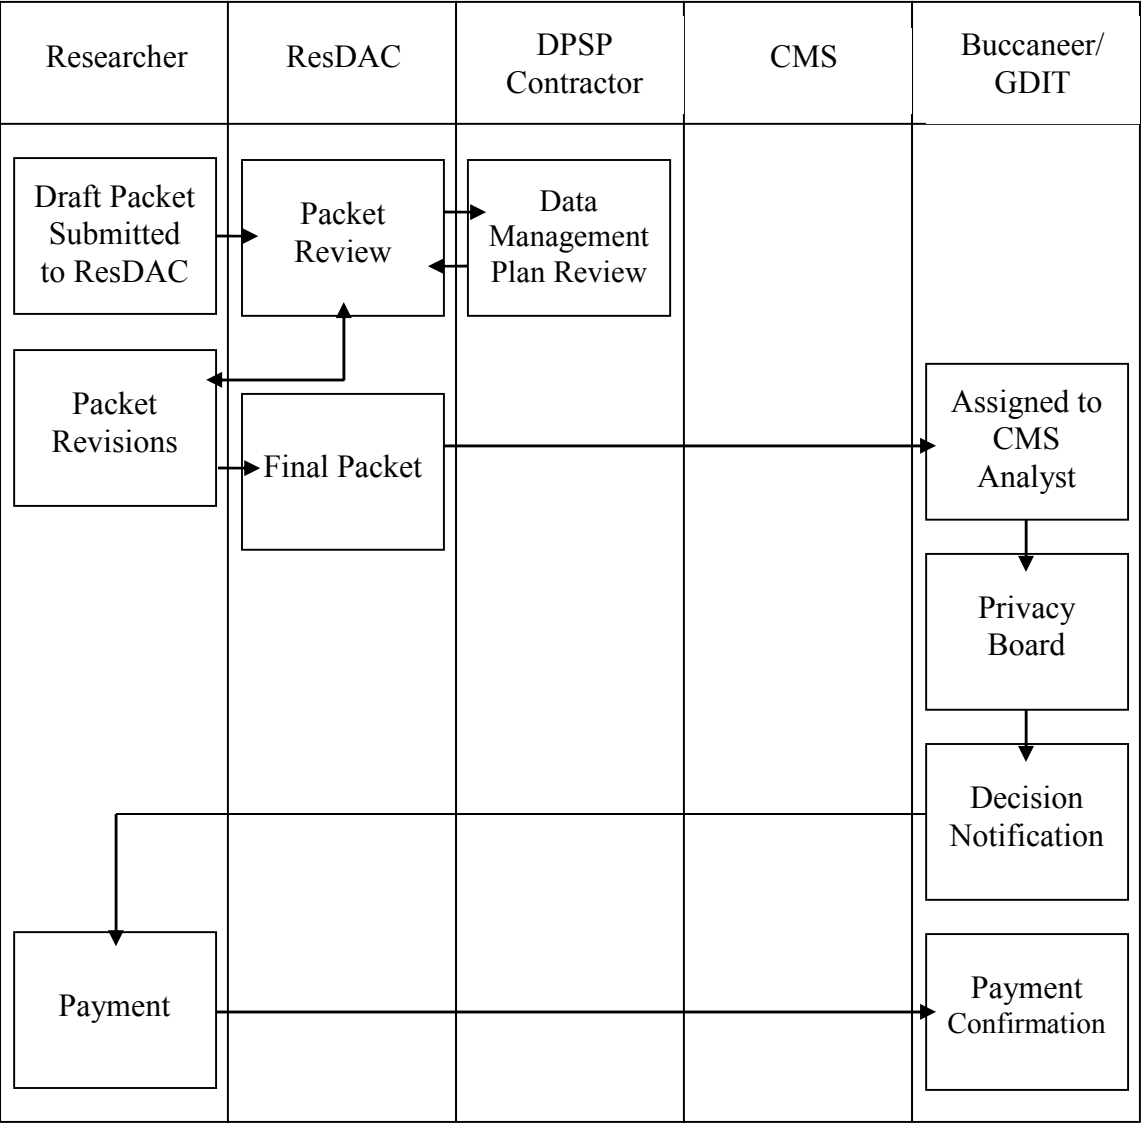 Researcher
ResDAC
DPSP
Contractor
CMS
Buccaneer/
GDIT
Draft Packet
Submitted
to ResDAC
Packet
Review
Data
Management
Plan Review
Packet
Revisions
Final Packet
Assigned to
CMS
Analyst
Privacy
Board
Decision
Notification
Payment
Payment
Confirmation